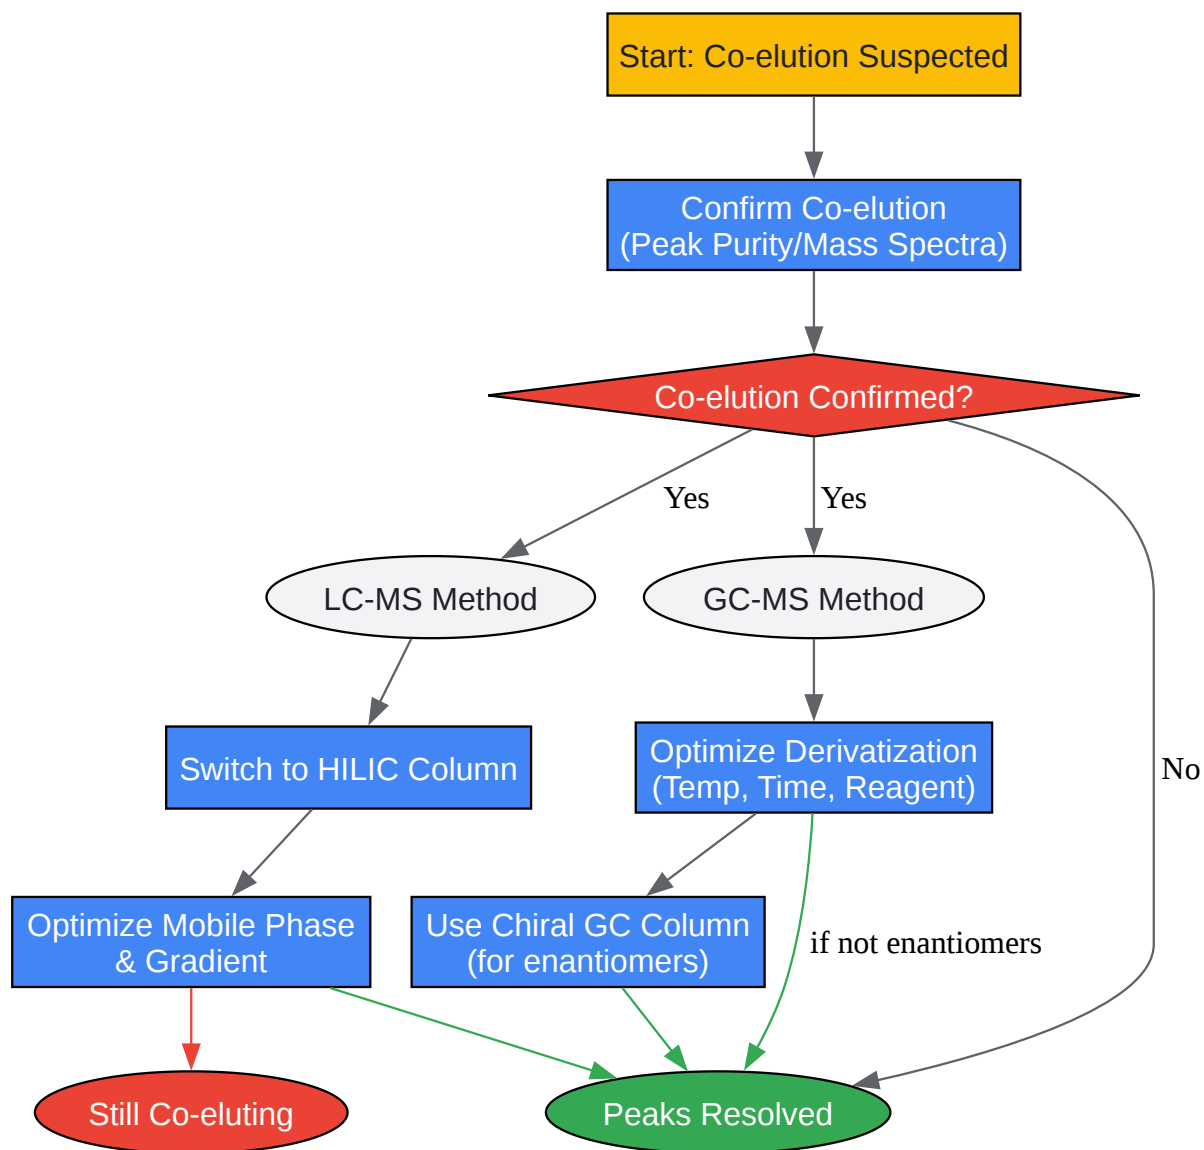 Start: Co-elution Suspected
Confirm Co-elution
(Peak Purity/Mass Spectra)
Co-elution Confirmed?
Yes
Yes
LC-MS Method
GC-MS Method
Switch to HILIC Column
Optimize Derivatization
(Temp, Time, Reagent)
No
Optimize Mobile Phase
& Gradient
Use Chiral GC Column
(for enantiomers)
if not enantiomers
Still Co-eluting
Peaks Resolved